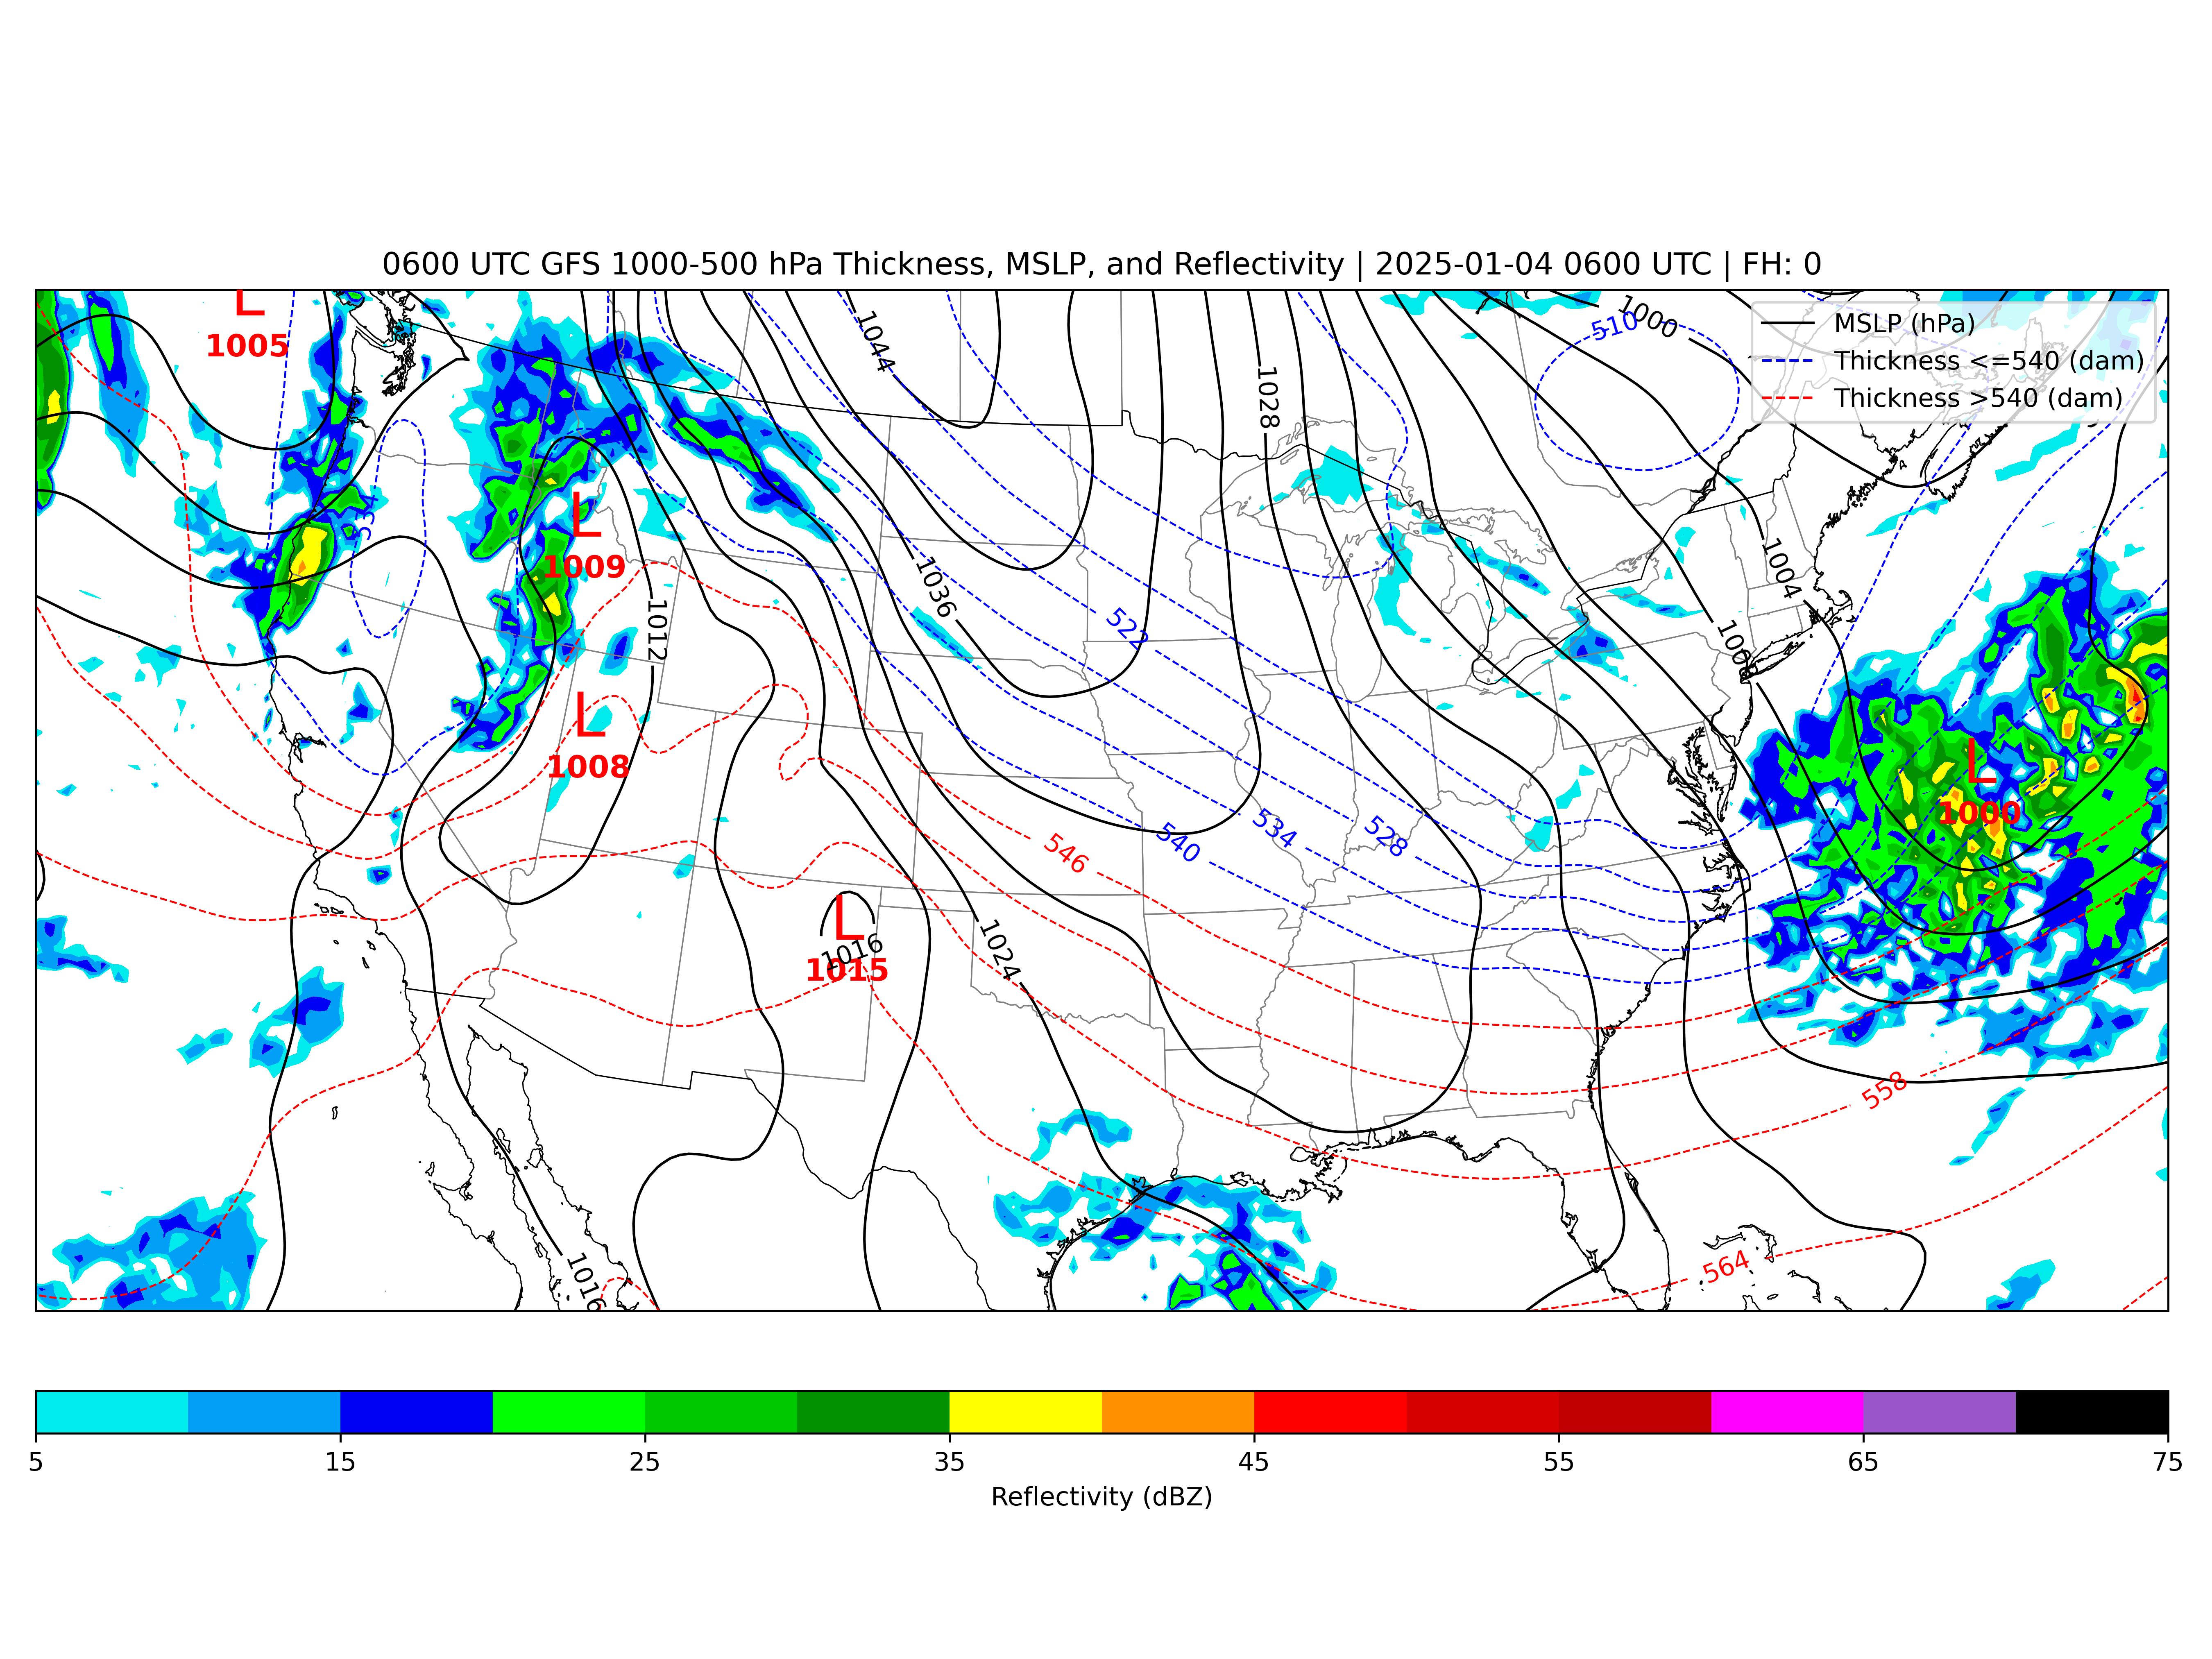 0600 UTC GFS 1000-500 hPa Thickness, MSLP, and Reflectivity | 2025-01-04 0600 UTC | FH: 0
MSLP (hPa)
Thickness <=540 (dam)
Thickness >540 (dam)
L
1005
1044
1028
1000
510
534
L
1009
1012
1036
522
1004
1008
L
1008
546
540
534
528
L
1000
L
1016
1015
1024
558
564
1016
5 15 25 35 45 55 65 75
Reflectivity (dBZ)